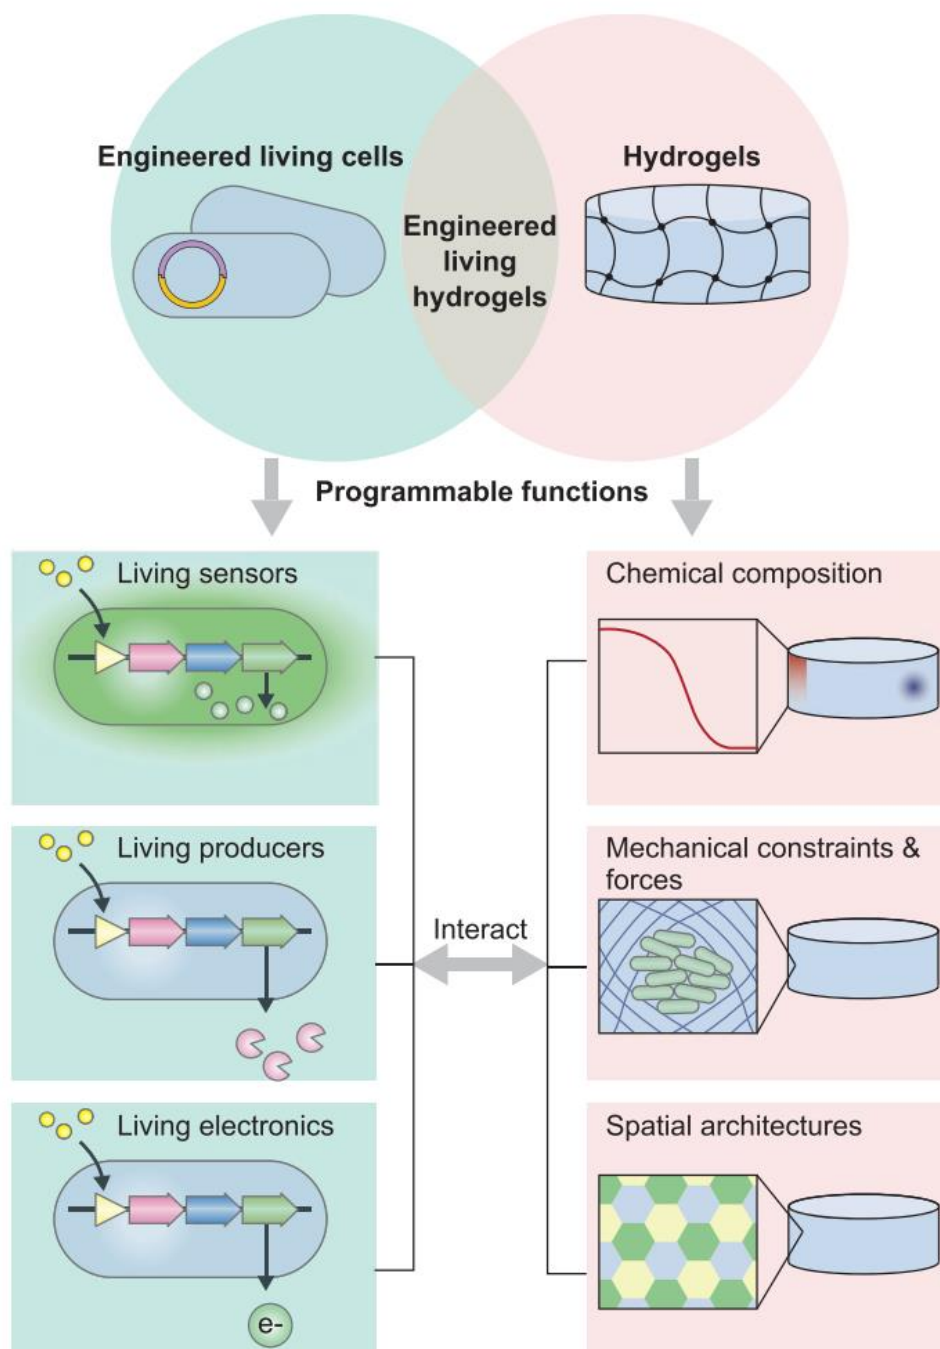 Engineered living cells
Hydrogels
Engineered
living
hydrogels
Programmable functions
Living sensors
Chemical composition
Living producers
Mechanical constraints &
forces
Interact
Living electronics
Spatial architectures
e-